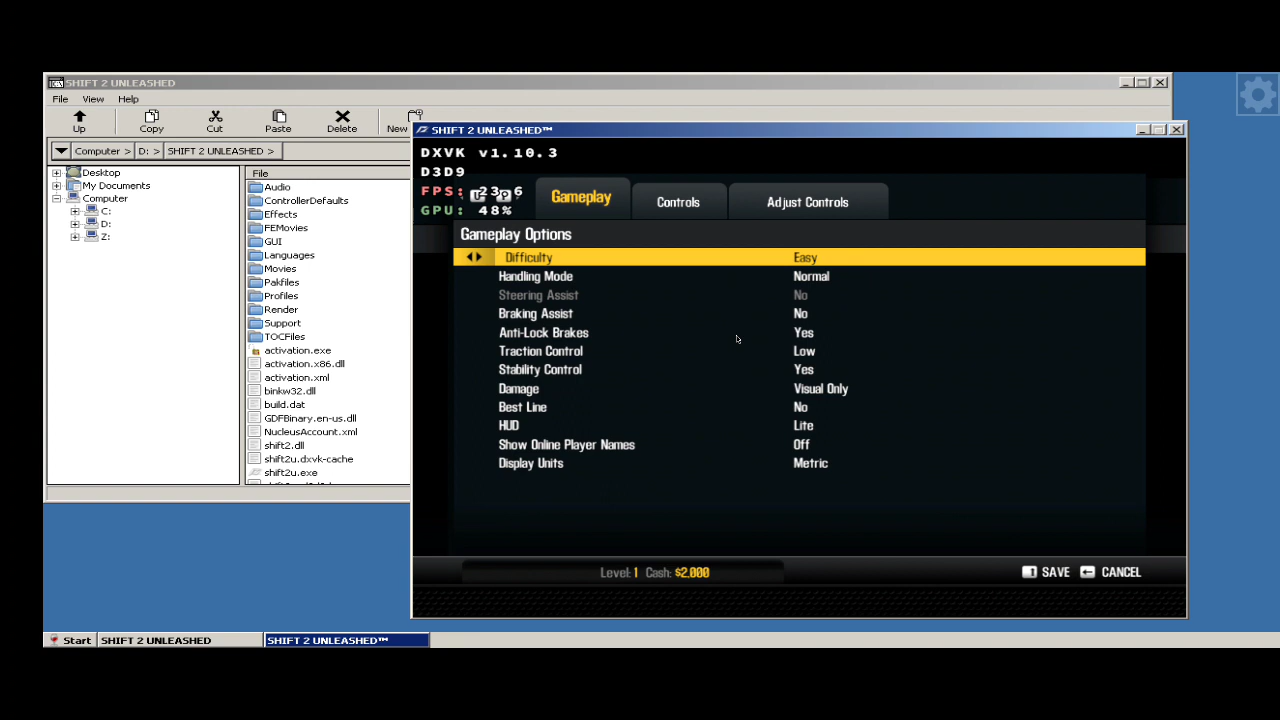 SHIFT 2 UNLEASHED
File View Help
Up Copy Cut Paste Delete New
Computer > D: > SHIFT 2 UNLEASHED >
Desktop
My Documents
Computer
C:
D:
Z:
File
Audio
ControllerDefaults
Effects
FEMovies
GUI
Languages
Movies
Pakfiles
Profiles
Render
Support
TOCFiles
activation.exe
activation.x86.dll
activation.xml
binkw32.dll
build.dat
GDFBinary.en-us.dll
NucleusAccount.xml
shift2.dll
shift2u.dxvk-cache
shift2u.exe
SHIFT 2 UNLEASHED™
DXVK v1.10.3
D3D9
FPS: 23.6
GPU: 48%
Gameplay Controls Adjust Controls
Gameplay Options
Difficulty Easy
Handling Mode Normal
Steering Assist No
Braking Assist No
Anti-Lock Brakes Yes
Traction Control Low
Stability Control Yes
Damage Visual Only
Best Line No
HUD Lite
Show Online Player Names Off
Display Units Metric
Level: 1 Cash: $2,000
SAVE CANCEL
Start SHIFT 2 UNLEASHED SHIFT 2 UNLEASHED™